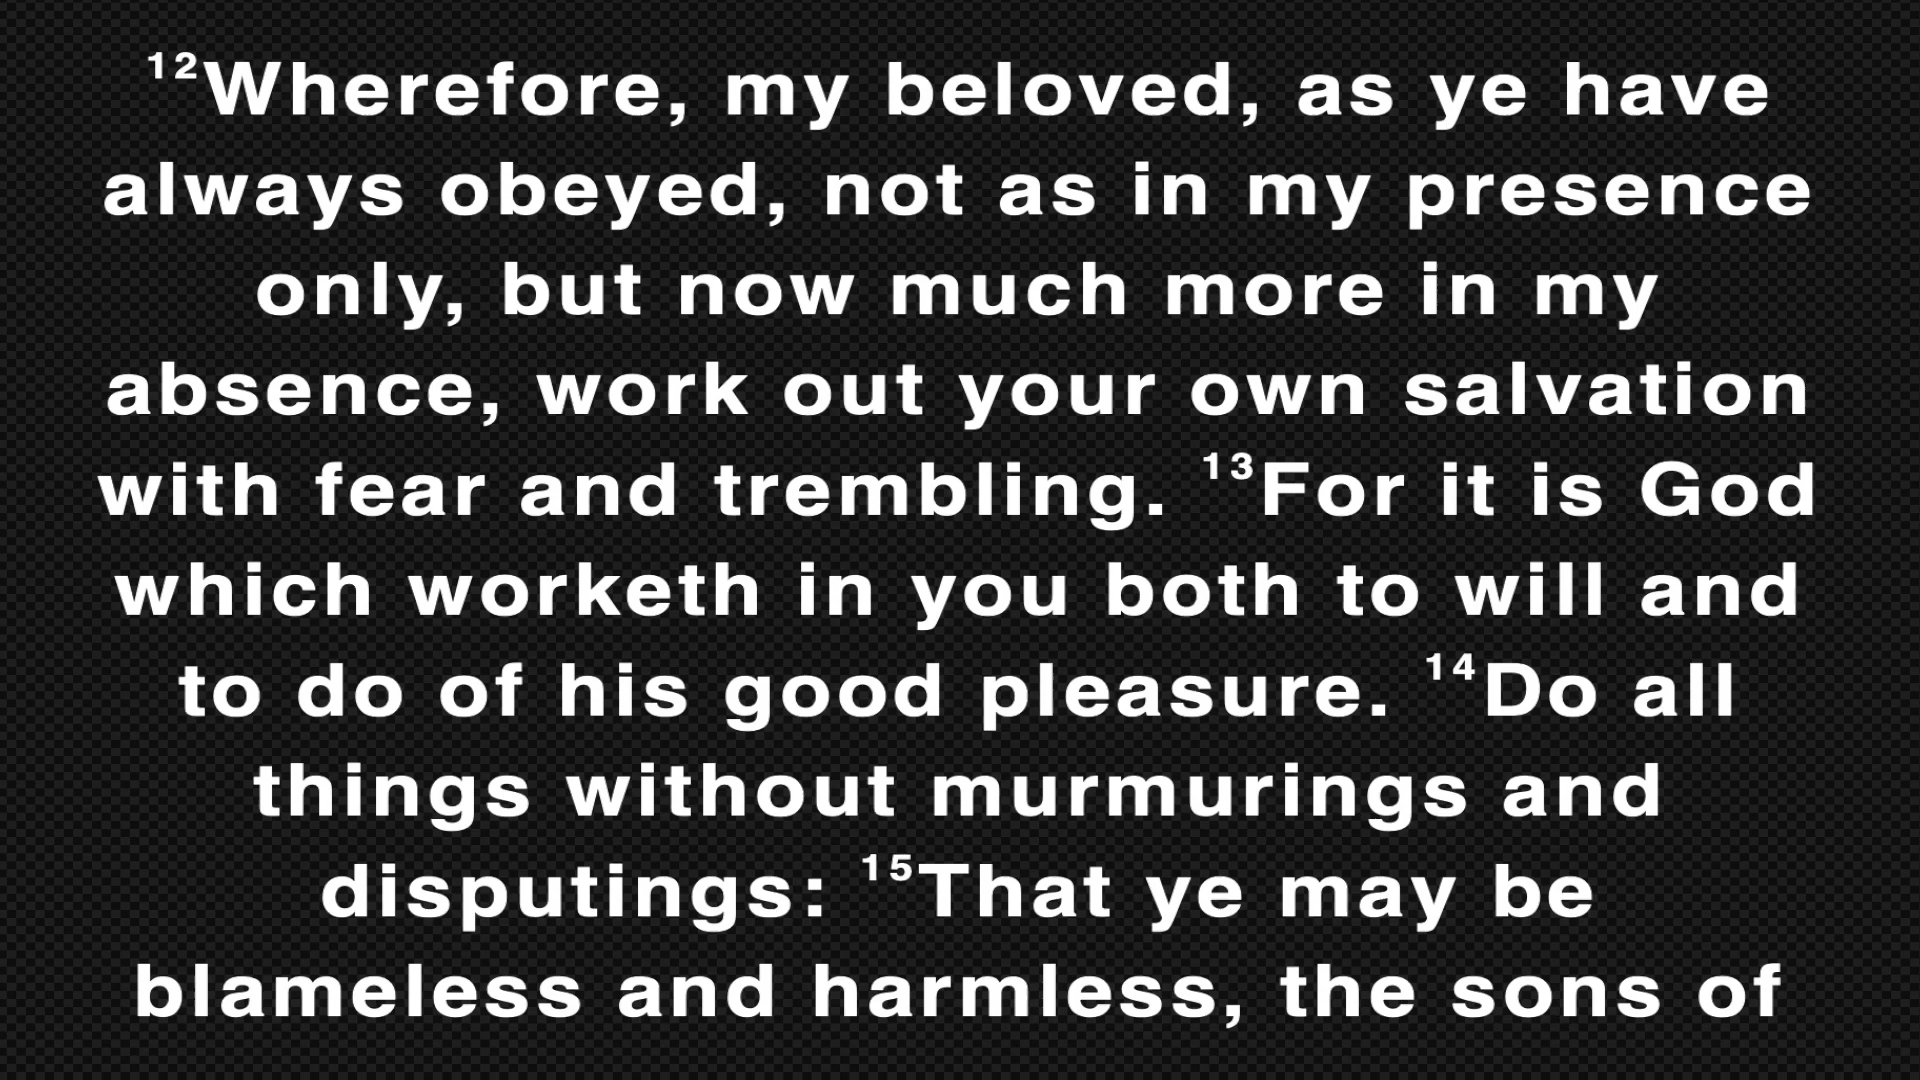 ¹²Wherefore, my beloved, as ye have
always obeyed, not as in my presence
only, but now much more in my
absence, work out your own salvation
with fear and trembling. ¹³For it is God
which worketh in you both to will and
to do of his good pleasure. ¹⁴Do all
things without murmurings and
disputings: ¹⁵That ye may be
blameless and harmless, the sons of